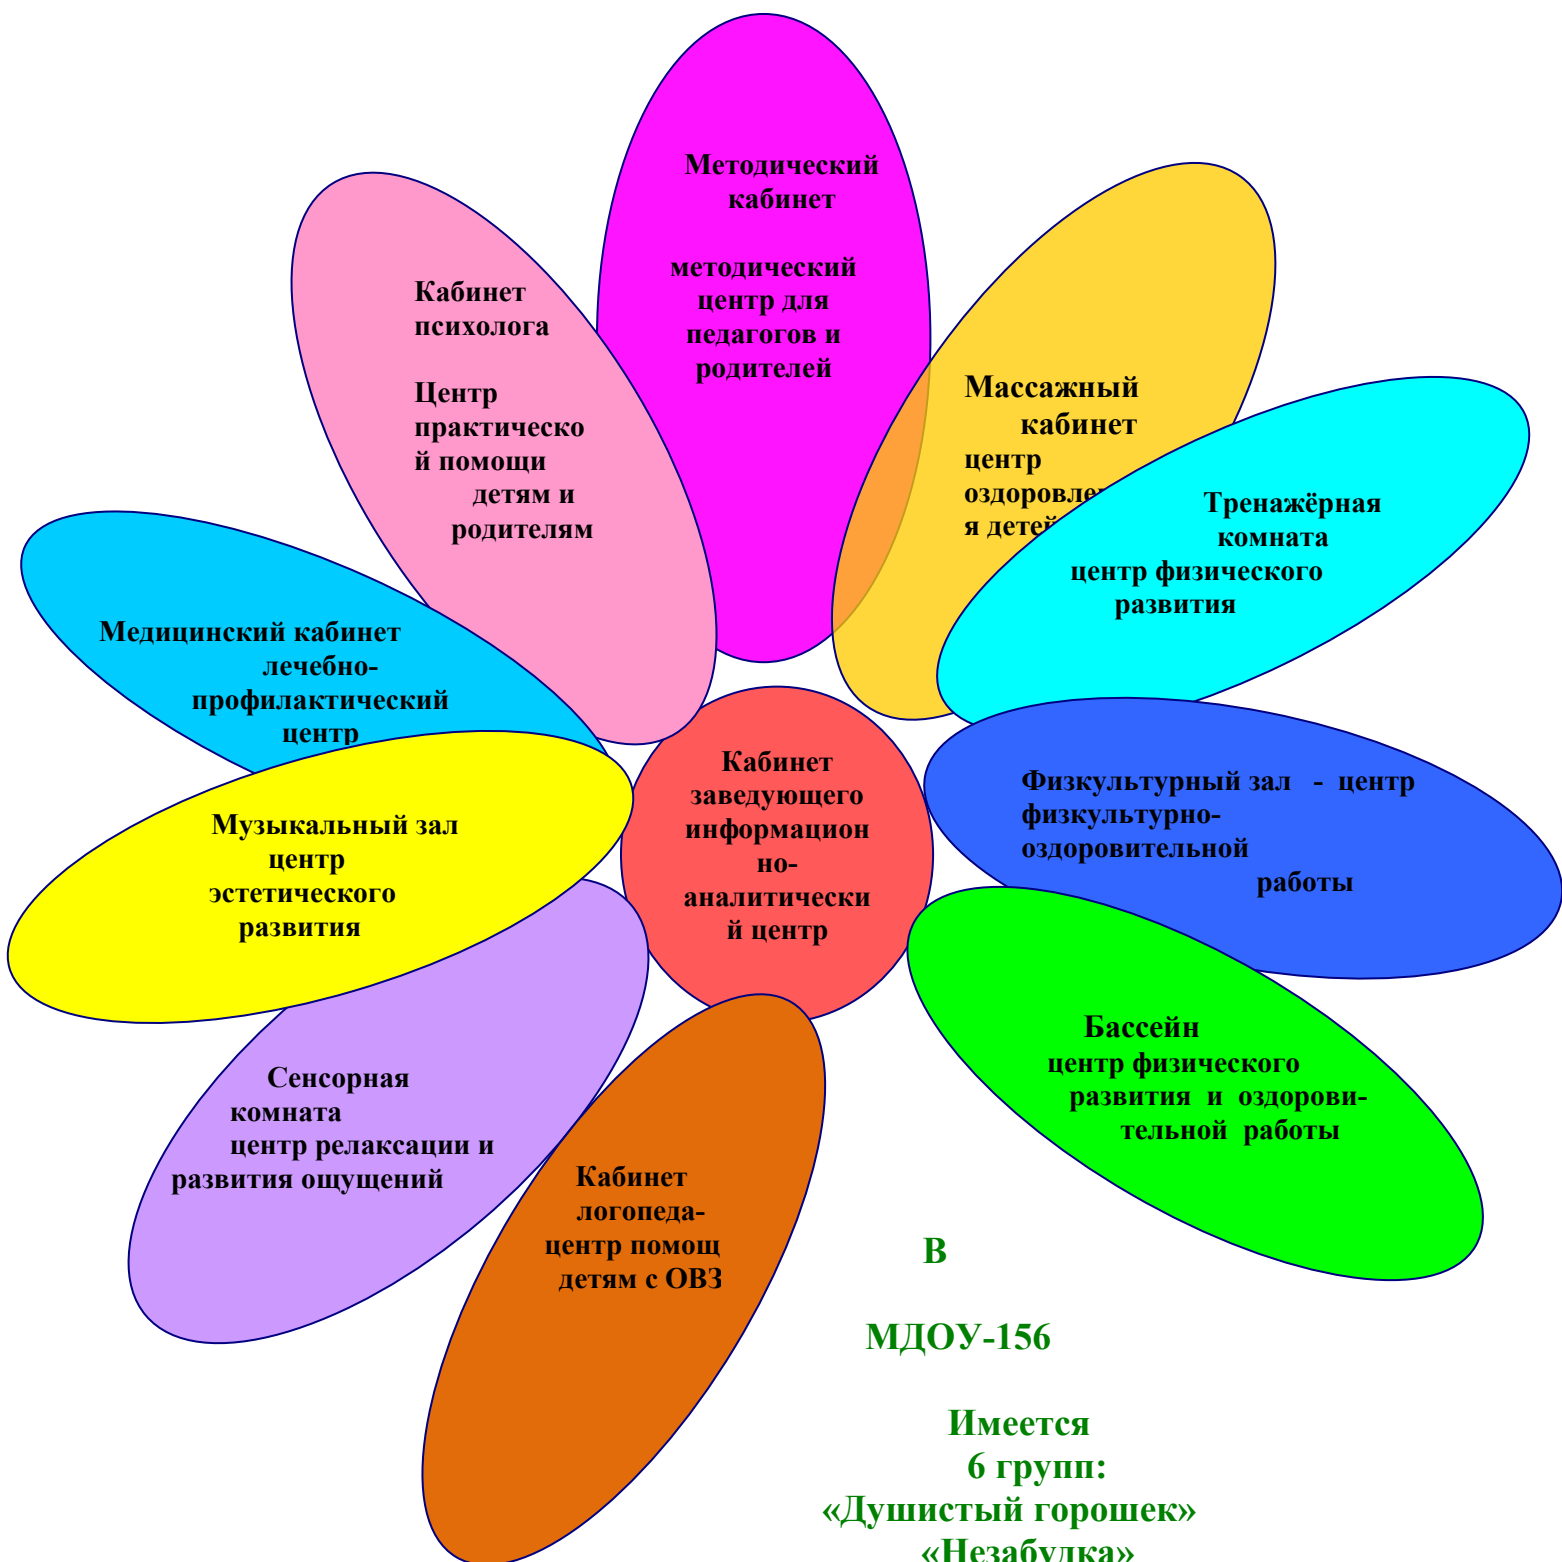 Методический
кабинет
методический
центр для
педагогов и
родителей
Кабинет
психолога
Центр
практическо
й помощи
детям и
родителям
Массажный
кабинет
центр
оздоровле
я детей
Тренажёрная
комната
центр физического
развития
Медицинский кабинет
лечебно-
профилактический
центр
Кабинет
заведующего
информацион
но-
аналитически
й центр
Физкультурный зал - центр
физкультурно-
оздоровительной
работы
Музыкальный зал
центр
эстетического
развития
Бассейн
центр физического
развития и оздорови-
тельной работы
Сенсорная
комната
центр релаксации и
развития ощущений
Кабинет
логопеда-
центр помощ
детям с ОВЗ
В
МДОУ-156
Имеется
6 групп:
«Душистый горошек»
«Незабудка»